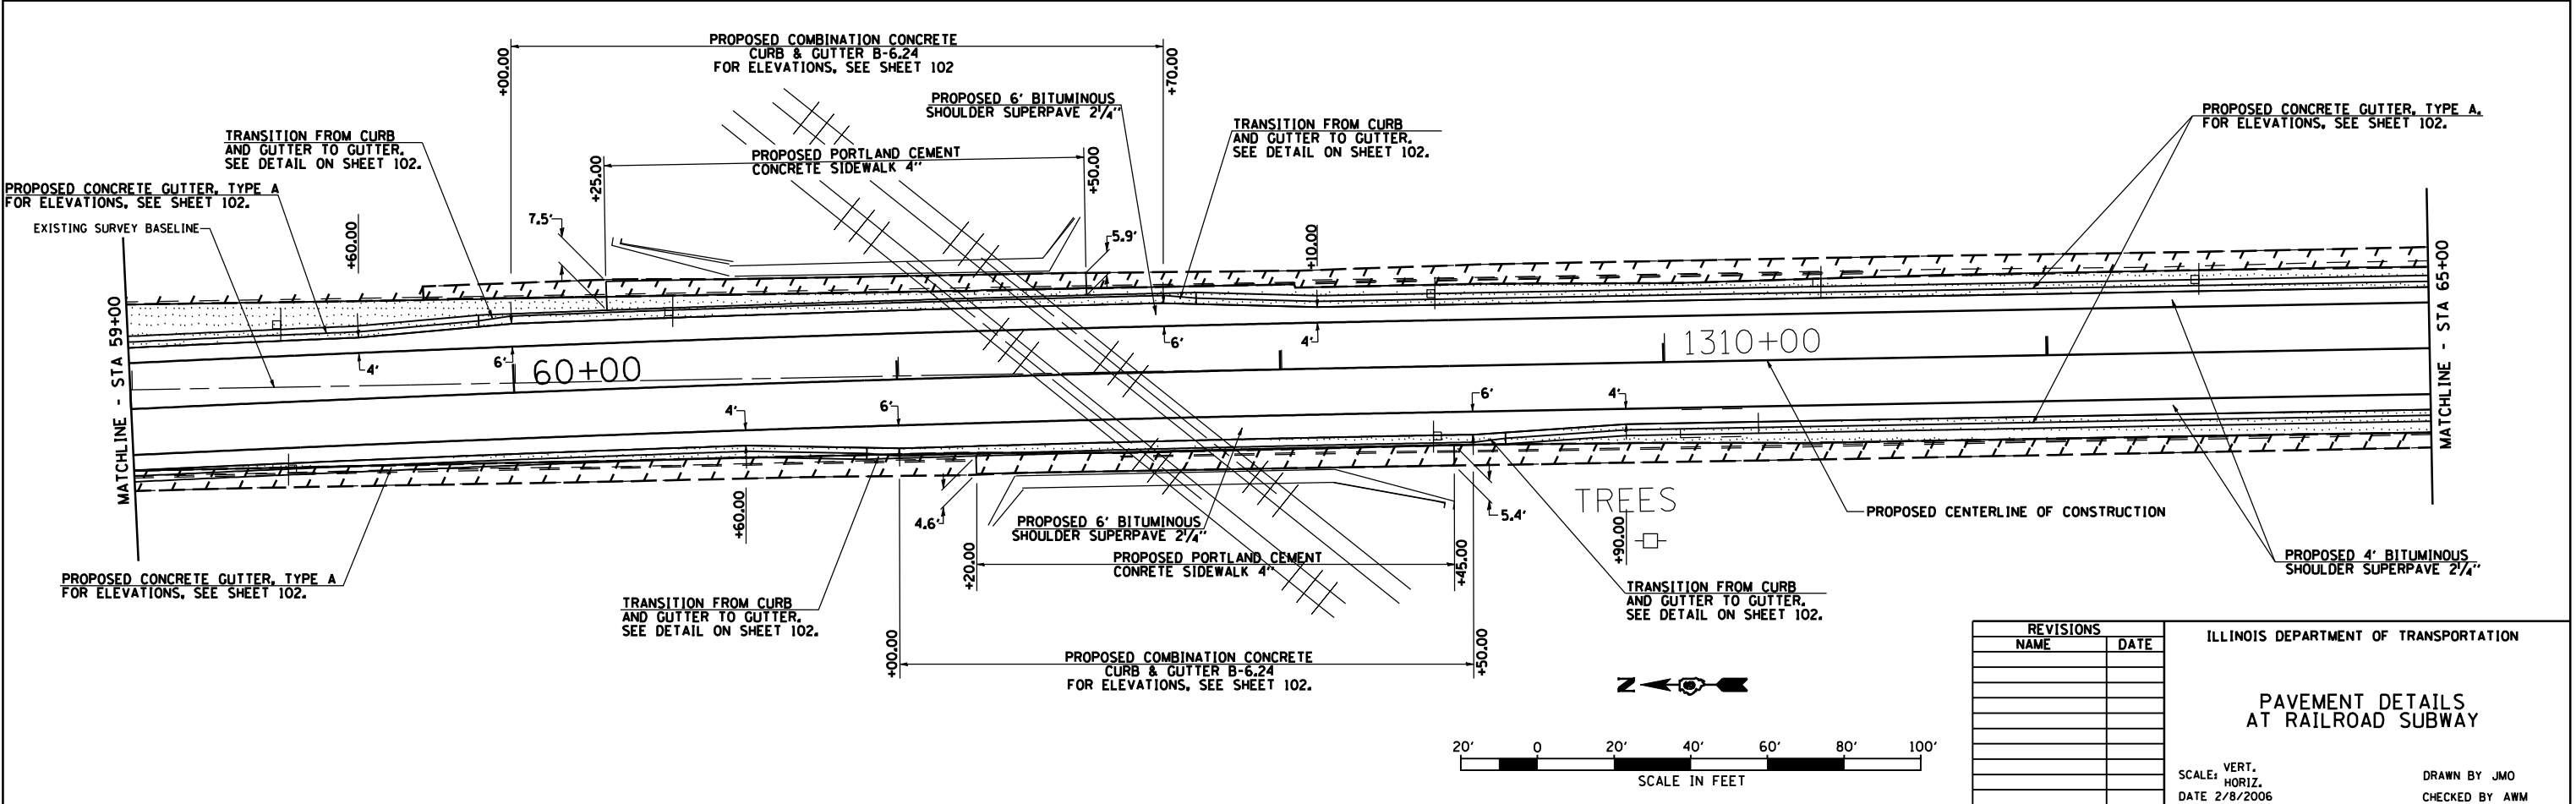 PROPOSED COMBINATION CONCRETE
CURB & GUTTER B-6.24
FOR ELEVATIONS, SEE SHEET 102
+00.00
+70.00
PROPOSED 6' BITUMINOUS
SHOULDER SUPERPAVE 2 1/4"
TRANSITION FROM CURB
AND GUTTER TO GUTTER.
SEE DETAIL ON SHEET 102.
TRANSITION FROM CURB
AND GUTTER TO GUTTER.
SEE DETAIL ON SHEET 102.
PROPOSED CONCRETE GUTTER, TYPE A.
FOR ELEVATIONS, SEE SHEET 102.
PROPOSED PORTLAND CEMENT
CONCRETE SIDEWALK 4"
+25.00
+50.00
PROPOSED CONCRETE GUTTER, TYPE A
FOR ELEVATIONS, SEE SHEET 102.
EXISTING SURVEY BASELINE
+60.00
7.5'
5.9'
+10.00
MATCHLINE - STA 59+00
MATCHLINE - STA 65+00
4'
6'
60+00
6'
4'
1310+00
4'
6'
6'
4'
+60.00
4.6'
5.4'
TREES
PROPOSED CENTERLINE OF CONSTRUCTION
PROPOSED 6' BITUMINOUS
SHOULDER SUPERPAVE 2 1/4"
+90.00
+20.00
PROPOSED PORTLAND CEMENT
CONRETE SIDEWALK 4"
+45.00
PROPOSED 4' BITUMINOUS
SHOULDER SUPERPAVE 2 1/4"
PROPOSED CONCRETE GUTTER, TYPE A
FOR ELEVATIONS, SEE SHEET 102.
TRANSITION FROM CURB
AND GUTTER TO GUTTER.
SEE DETAIL ON SHEET 102.
TRANSITION FROM CURB
AND GUTTER TO GUTTER.
SEE DETAIL ON SHEET 102.
+00.00
+50.00
PROPOSED COMBINATION CONCRETE
CURB & GUTTER B-6.24
FOR ELEVATIONS, SEE SHEET 102.
N
20' 0 20' 40' 60' 80' 100'
SCALE IN FEET
REVISIONS
NAME DATE
ILLINOIS DEPARTMENT OF TRANSPORTATION
PAVEMENT DETAILS
AT RAILROAD SUBWAY
SCALE: VERT.
HORIZ.
DATE 2/8/2006
DRAWN BY JMO
CHECKED BY AWM